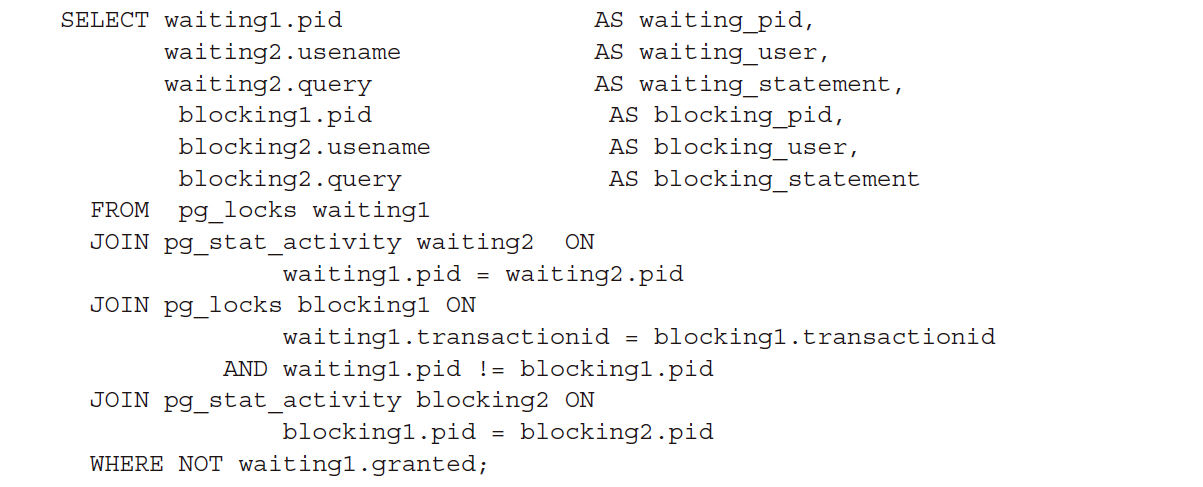 SELECT waiting1.pid                 AS waiting_pid,
       waiting2.usename             AS waiting_user,
       waiting2.query               AS waiting_statement,
        blocking1.pid                AS blocking_pid,
        blocking2.usename            AS blocking_user,
        blocking2.query              AS blocking_statement
  FROM  pg_locks waiting1
  JOIN pg_stat_activity waiting2  ON
               waiting1.pid = waiting2.pid
  JOIN pg_locks blocking1 ON
               waiting1.transactionid = blocking1.transactionid
           AND waiting1.pid != blocking1.pid
  JOIN pg_stat_activity blocking2 ON
               blocking1.pid = blocking2.pid
  WHERE NOT waiting1.granted;